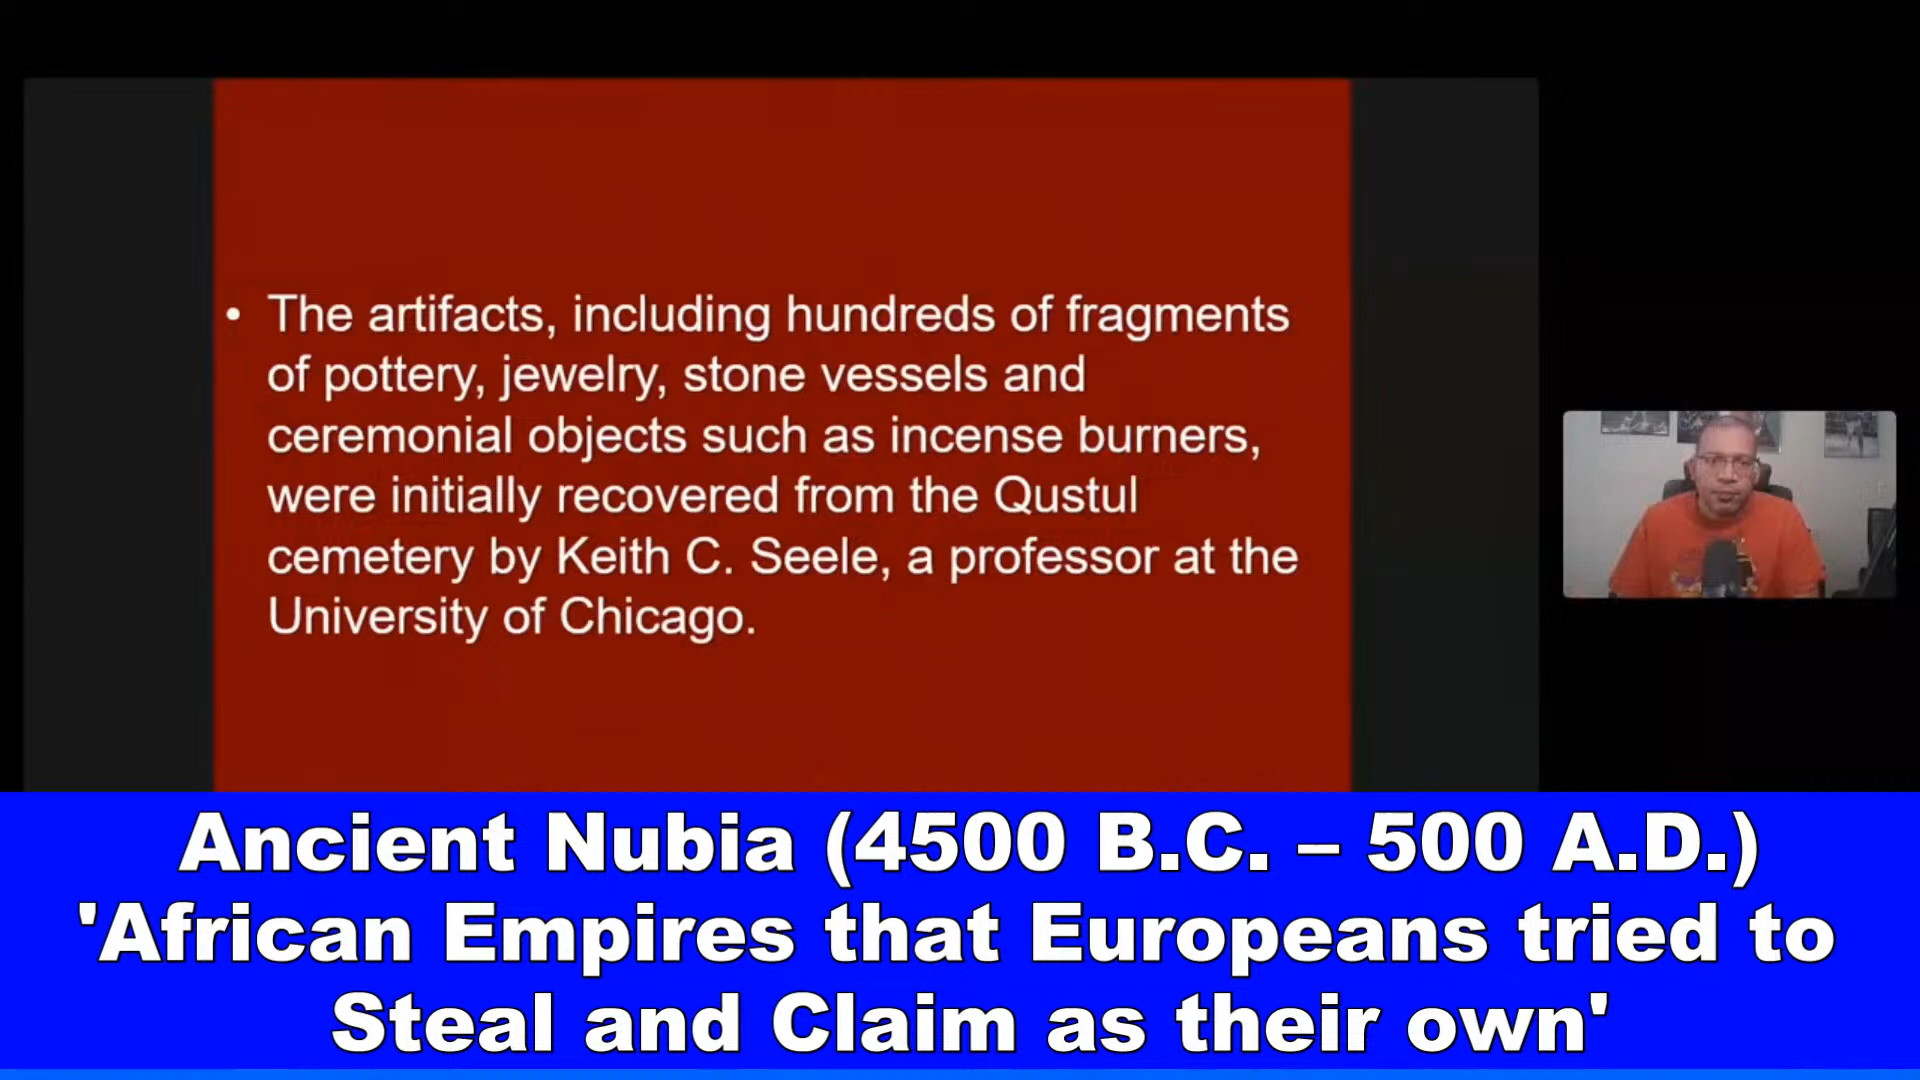 • The artifacts, including hundreds of fragments
of pottery, jewelry, stone vessels and
ceremonial objects such as incense burners,
were initially recovered from the Qustul
cemetery by Keith C. Seele, a professor at the
University of Chicago.
Ancient Nubia (4500 B.C. – 500 A.D.)
'African Empires that Europeans tried to
Steal and Claim as their own'